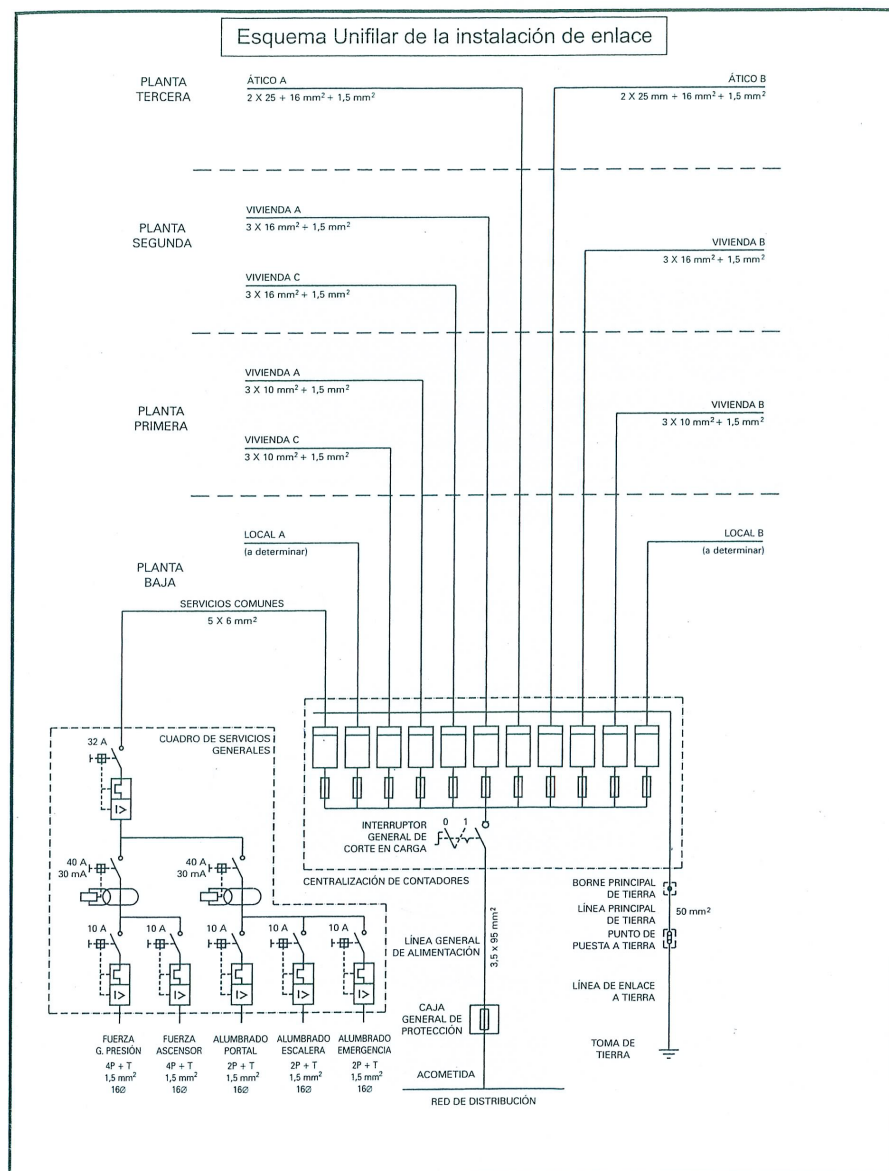 Esquema Unifilar de la instalación de enlace
PLANTA
TERCERA
ÁTICO A
2 X 25 + 16 mm² + 1,5 mm²
ÁTICO B
2 X 25 mm + 16 mm² + 1,5 mm²
PLANTA
SEGUNDA
VIVIENDA A
3 X 16 mm² + 1,5 mm²
VIVIENDA B
3 X 16 mm² + 1,5 mm²
VIVIENDA C
3 X 16 mm² + 1,5 mm²
PLANTA
PRIMERA
VIVIENDA A
3 X 10 mm² + 1,5 mm²
VIVIENDA B
3 X 10 mm² + 1,5 mm²
VIVIENDA C
3 X 10 mm² + 1,5 mm²
PLANTA
BAJA
LOCAL A
(a determinar)
LOCAL B
(a determinar)
SERVICIOS COMUNES
5 X 6 mm²
CUADRO DE SERVICIOS
GENERALES
32 A
I>
40 A
30 mA
40 A
30 mA
10 A
10 A
10 A
10 A
10 A
I>
I>
I>
I>
I>
FUERZA
G. PRESIÓN
4P + T
1,5 mm²
16Ø
FUERZA
ASCENSOR
4P + T
1,5 mm²
16Ø
ALUMBRADO
PORTAL
2P + T
1,5 mm²
16Ø
ALUMBRADO
ESCALERA
2P + T
1,5 mm²
16Ø
ALUMBRADO
EMERGENCIA
2P + T
1,5 mm²
16Ø
INTERRUPTOR
GENERAL DE
CORTE EN CARGA
0 1
CENTRALIZACIÓN DE CONTADORES
LÍNEA GENERAL
DE ALIMENTACIÓN
3,5 x 95 mm²
CAJA
GENERAL DE
PROTECCIÓN
ACOMETIDA
RED DE DISTRIBUCIÓN
BORNE PRINCIPAL
DE TIERRA
LÍNEA PRINCIPAL
DE TIERRA
50 mm²
PUNTO DE
PUESTA A TIERRA
LÍNEA DE ENLACE
A TIERRA
TOMA DE
TIERRA